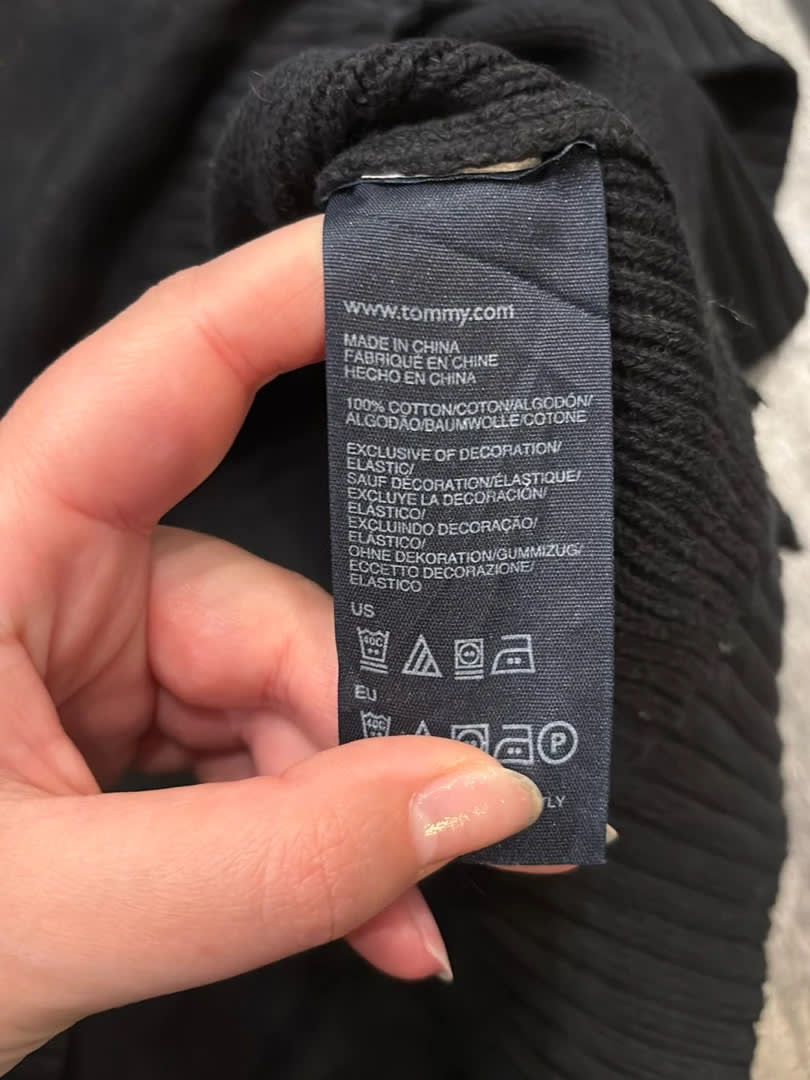 www.tommy.com
MADE IN CHINA
FABRIQUÉ EN CHINE
HECHO EN CHINA
100% COTTON/COTON/ALGODÓN/
ALGODÃO/BAUMWOLLE/COTONE
EXCLUSIVE OF DECORATION/
ELASTIC/
SAUF DÉCORATION/ÉLASTIQUE/
EXCLUYE LA DECORACIÓN/
ELÁSTICO/
EXCLUINDO DECORAÇÃO/
ELÁSTICO/
OHNE DEKORATION/GUMMIZUG/
ECCETTO DECORAZIONE/
ELASTICO
US
40C
EU
40C P